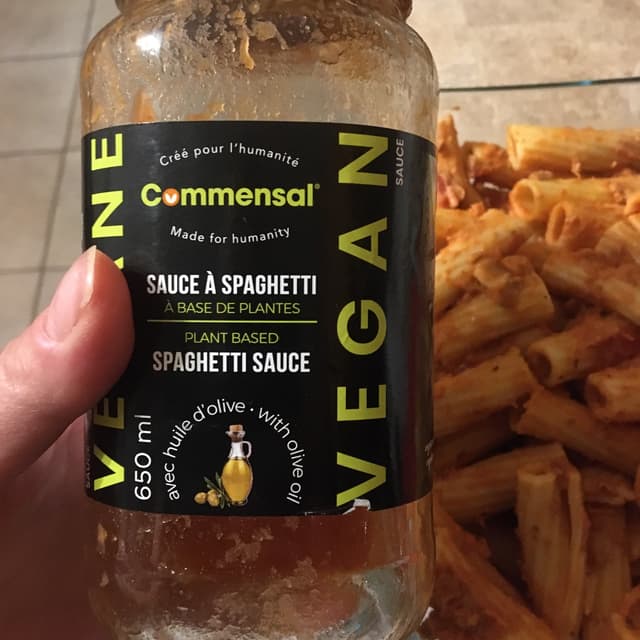 Créé pour l'humanité
Commensal®
Made for humanity
SAUCE À SPAGHETTI
À BASE DE PLANTES
PLANT BASED
SPAGHETTI SAUCE
avec huile d'olive • with olive oil
650 ml
VEGAN
SAUCE